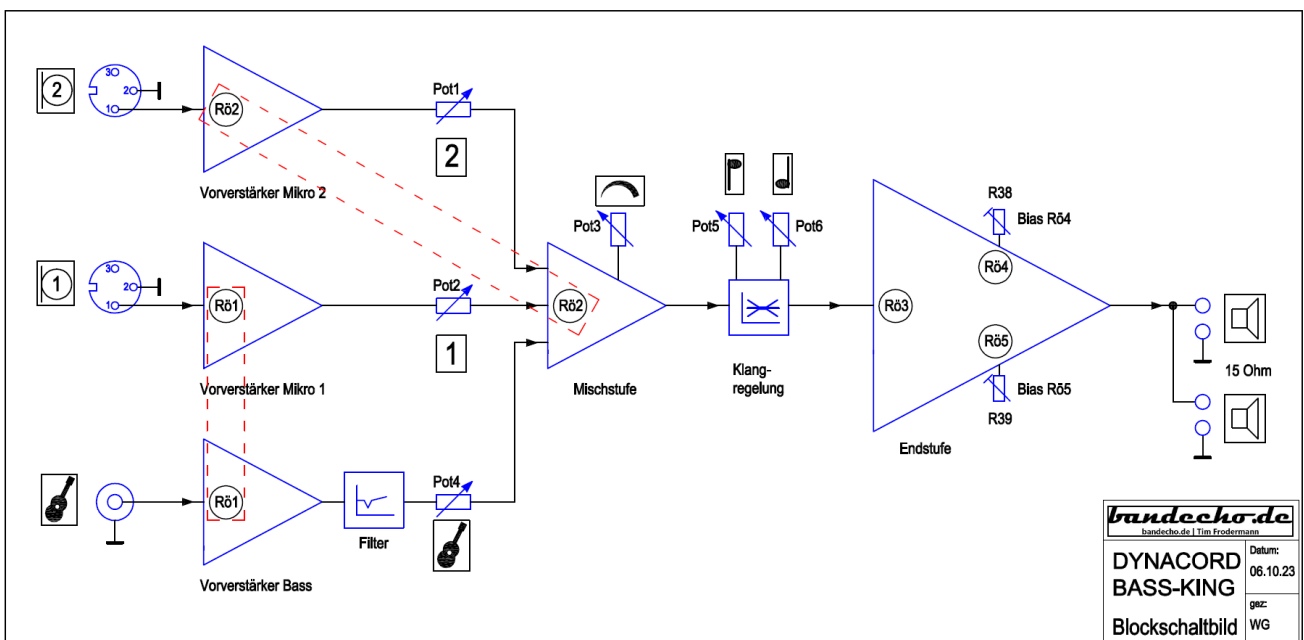 2
3
2
1
Rö2
Pot1
2
Vorverstärker Mikro 2
1
3
2
1
Rö1
Pot2
1
Vorverstärker Mikro 1
Rö1
Filter
Pot4
Vorverstärker Bass
Pot3
Rö2
Mischstufe
Pot5
Pot6
Klang-
regelung
R38
Bias Rö4
Rö4
Rö3
Rö5
Bias Rö5
R39
Endstufe
15 Ohm
bandecho.de
bandecho.de | Tim Frodermann
DYNACORD
BASS-KING
Blockschaltbild
Datum:
06.10.23
gez:
WG